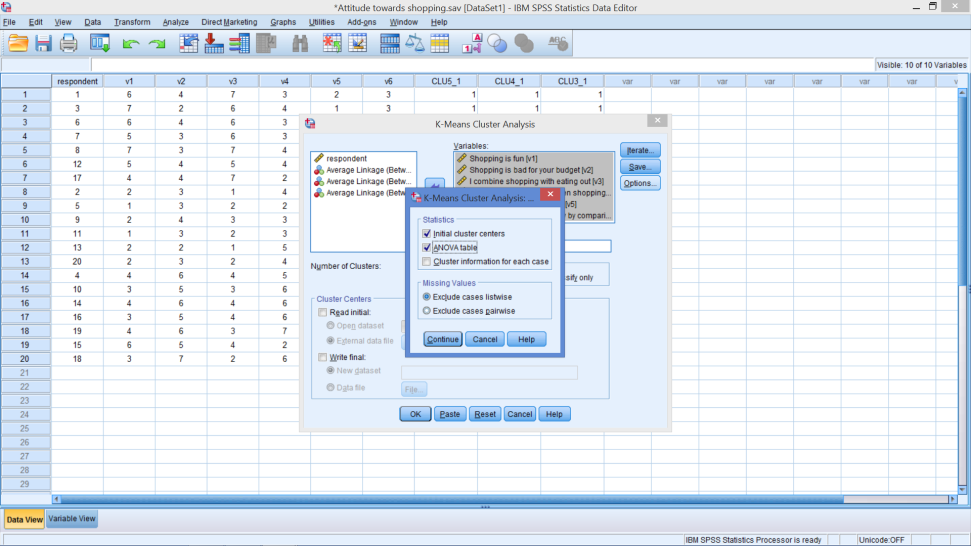 *Attitude towards shopping.sav [DataSet1] - IBM SPSS Statistics Data Editor
File Edit View Data Transform Analyze Direct Marketing Graphs Utilities Add-ons Window Help
Visible: 10 of 10 Variables
respondent v1 v2 v3 v4 v5 v6 CLU5_1 CLU4_1 CLU3_1 var var var var var var var
1 1 6 4 7 3 2 3 1 1 1
2 3 7 2 6 4 1 3 1 1 1
3 6 6 4 6 3
4 7 5 3 6 3
5 8 7 3 7 4
6 12 5 4 5 4
7 17 4 4 7 2
8 2 2 3 1 4
9 5 1 3 2 2
10 9 2 4 3 3
11 11 1 3 2 3
12 13 2 2 1 5
13 20 2 3 2 4
14 4 4 6 4 5
15 10 3 5 3 6
16 14 4 6 4 6
17 16 3 5 4 6
18 19 4 6 3 7
19 15 6 5 4 2
20 18 3 7 2 6
21
22
23
24
25
26
27
28
29
K-Means Cluster Analysis
Variables:
respondent
Average Linkage (Betw...
Average Linkage (Betw...
Average Linkage (Betw...
Shopping is fun [v1]
Shopping is bad for your budget [v2]
I combine shopping with eating out [v3]
on shopping...
[v5]
by compari...
Iterate...
Save...
Options...
Number of Clusters:
sify only
Cluster Centers
Read initial:
Open dataset
External data file
Write final:
New dataset
Data file
File...
OK Paste Reset Cancel Help
K-Means Cluster Analysis: ...
Statistics
Initial cluster centers
ANOVA table
Cluster information for each case
Missing Values
Exclude cases listwise
Exclude cases pairwise
Continue Cancel Help
Data View Variable View
IBM SPSS Statistics Processor is ready Unicode:OFF